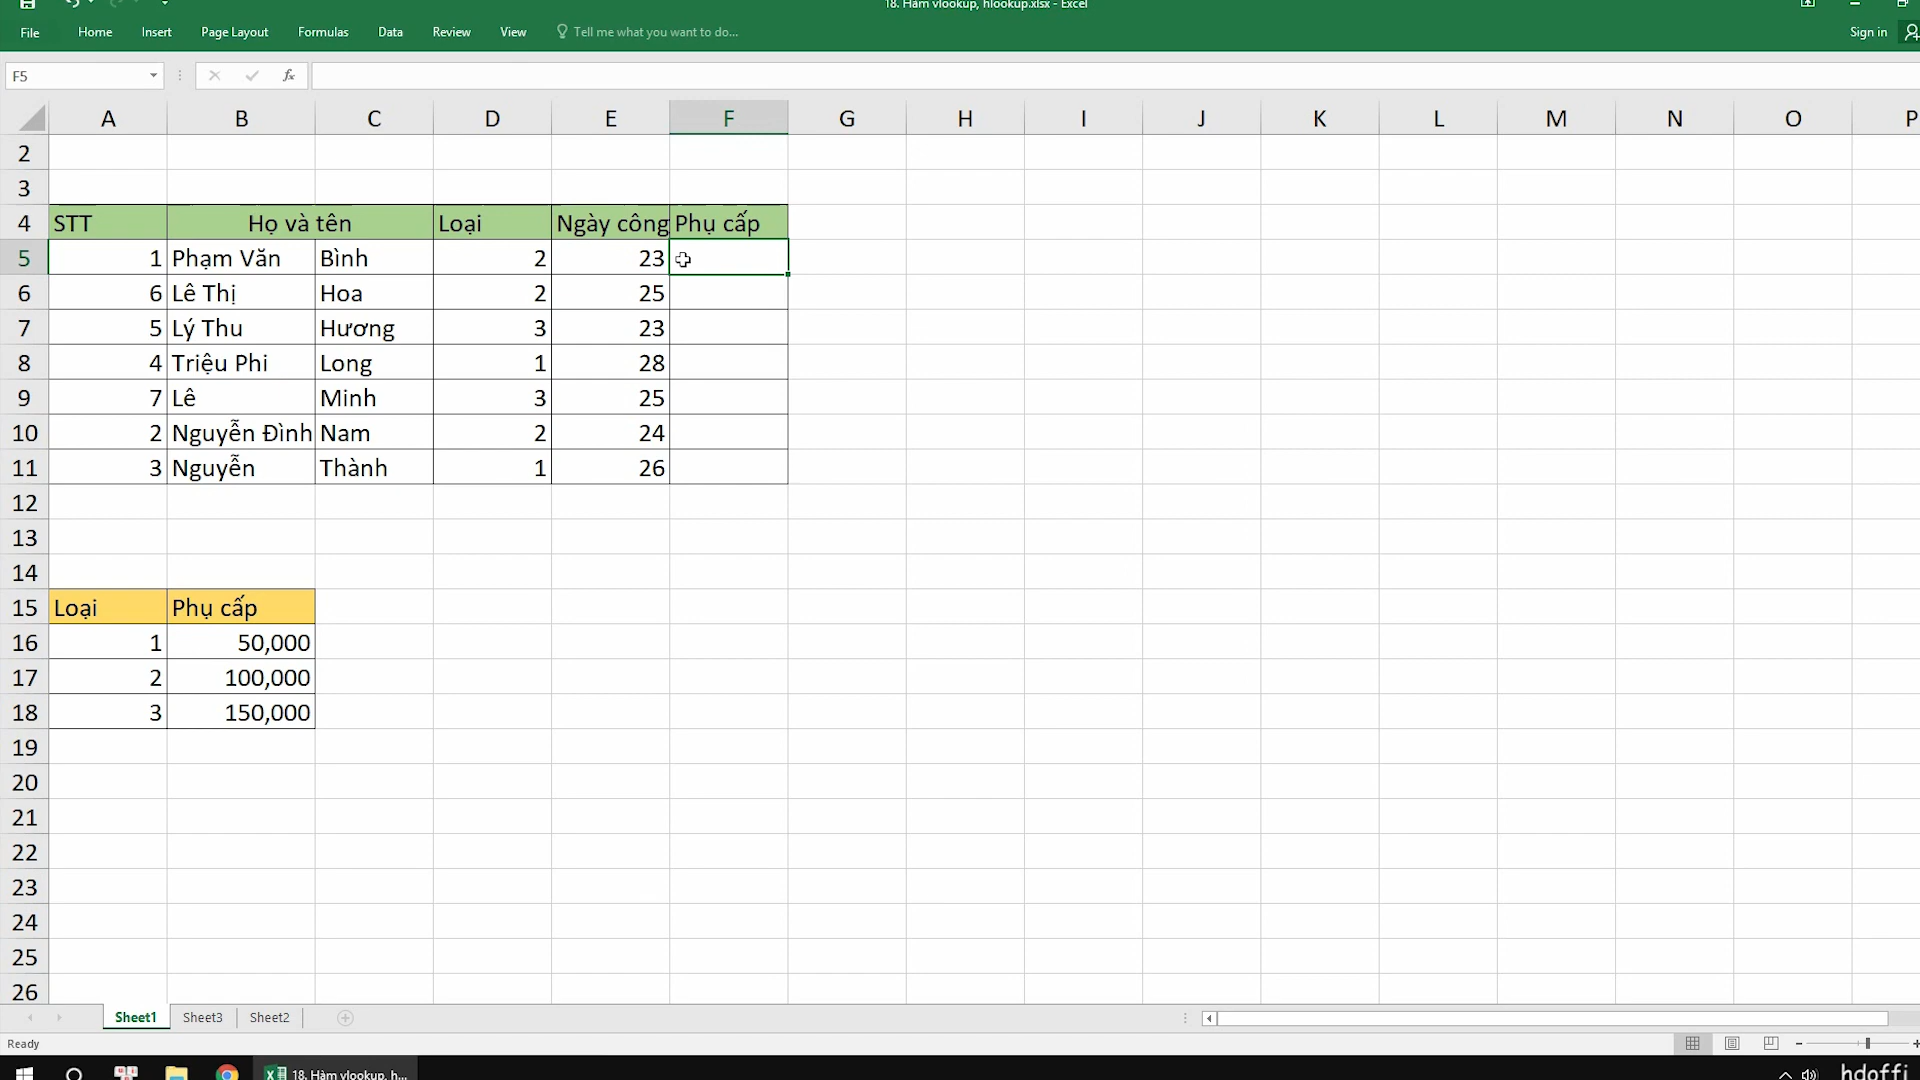 18. Hàm vlookup, hlookup.xlsx - Excel
File Home Insert Page Layout Formulas Data Review View Tell me what you want to do... Sign in
F5 fx
A B C D E F G H I J K L M N O P
2
3
4 STT Họ và tên Loại Ngày công Phụ cấp
5 1 Phạm Văn Bình 2 23
6 6 Lê Thị Hoa 2 25
7 5 Lý Thu Hương 3 23
8 4 Triệu Phi Long 1 28
9 7 Lê Minh 3 25
10 2 Nguyễn Đình Nam 2 24
11 3 Nguyễn Thành 1 26
12
13
14
15 Loại Phụ cấp
16 1 50,000
17 2 100,000
18 3 150,000
19
20
21
22
23
24
25
26
Sheet1 Sheet3 Sheet2
Ready
18. Hàm vlookup, h... hdoffi